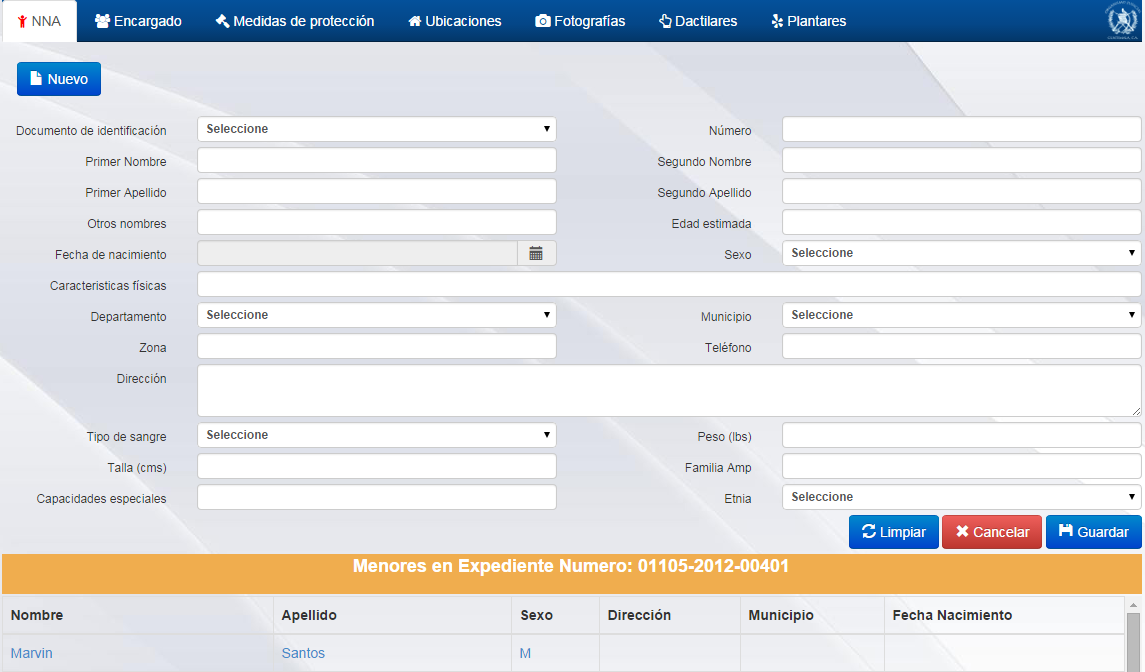 NNA Encargado Medidas de protección Ubicaciones Fotografías Dactilares Plantares
Nuevo
Documento de identificación Seleccione Número
Primer Nombre Segundo Nombre
Primer Apellido Segundo Apellido
Otros nombres Edad estimada
Fecha de nacimiento Sexo Seleccione
Caracteristicas físicas
Departamento Seleccione Municipio Seleccione
Zona Teléfono
Dirección
Tipo de sangre Seleccione Peso (lbs)
Talla (cms) Familia Amp
Capacidades especiales Etnia Seleccione
Limpiar Cancelar Guardar
Menores en Expediente Numero: 01105-2012-00401
Nombre Apellido Sexo Dirección Municipio Fecha Nacimiento
Marvin Santos M